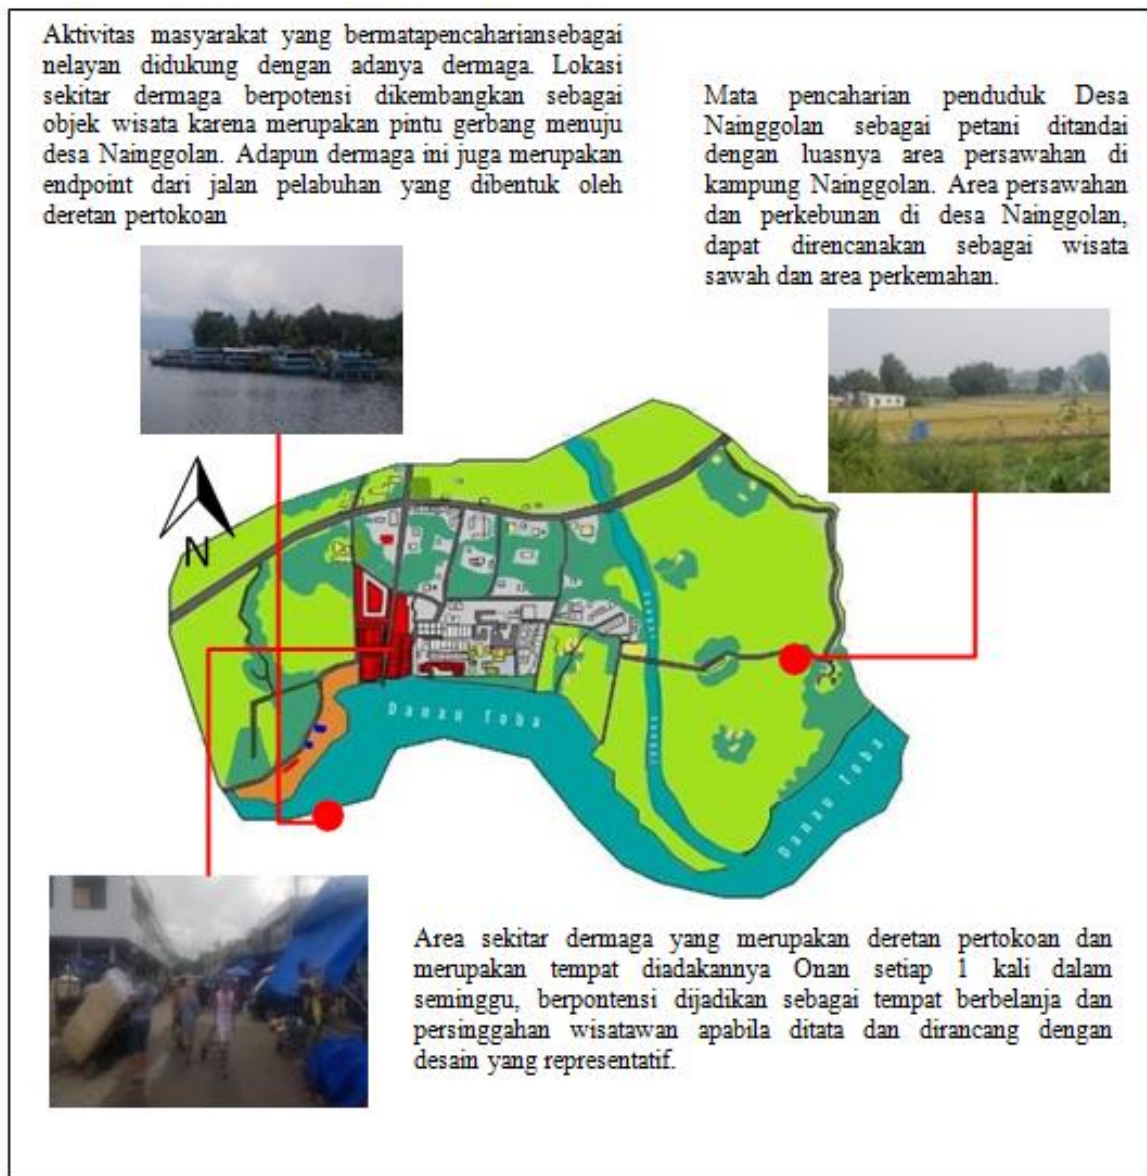 Aktivitas masyarakat yang bermatapencahariansebagai
nelayan didukung dengan adanya dermaga. Lokasi
sekitar dermaga berpotensi dikembangkan sebagai
objek wisata karena merupakan pintu gerbang menuju
desa Nainggolan. Adapun dermaga ini juga merupakan
endpoint dari jalan pelabuhan yang dibentuk oleh
deretan pertokoan
Mata pencaharian penduduk Desa
Nainggolan sebagai petani ditandai
dengan luasnya area persawahan di
kampung Nainggolan. Area persawahan
dan perkebunan di desa Nainggolan,
dapat direncanakan sebagai wisata
sawah dan area perkemahan.
N
Sungai
Danau Toba
Sungai
Danau Toba
Area sekitar dermaga yang merupakan deretan pertokoan dan
merupakan tempat diadakannya Onan setiap 1 kali dalam
seminggu, berpontensi dijadikan sebagai tempat berbelanja dan
persinggahan wisatawan apabila ditata dan dirancang dengan
desain yang representatif.